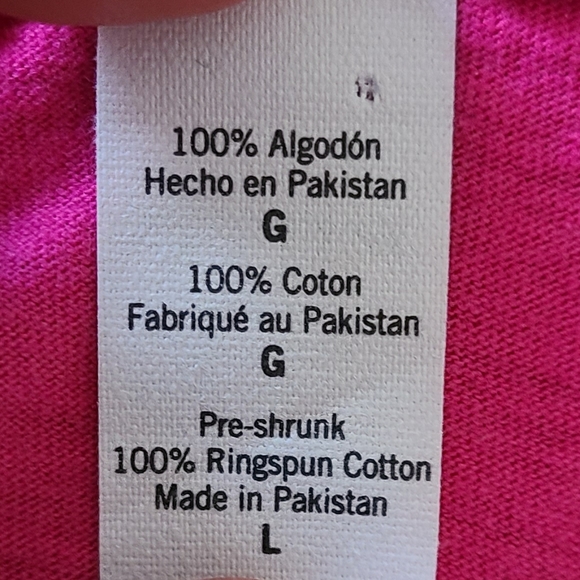 100% Algodón
Hecho en Pakistan
G
100% Coton
Fabriqué au Pakistan
G
Pre-shrunk
100% Ringspun Cotton
Made in Pakistan
L